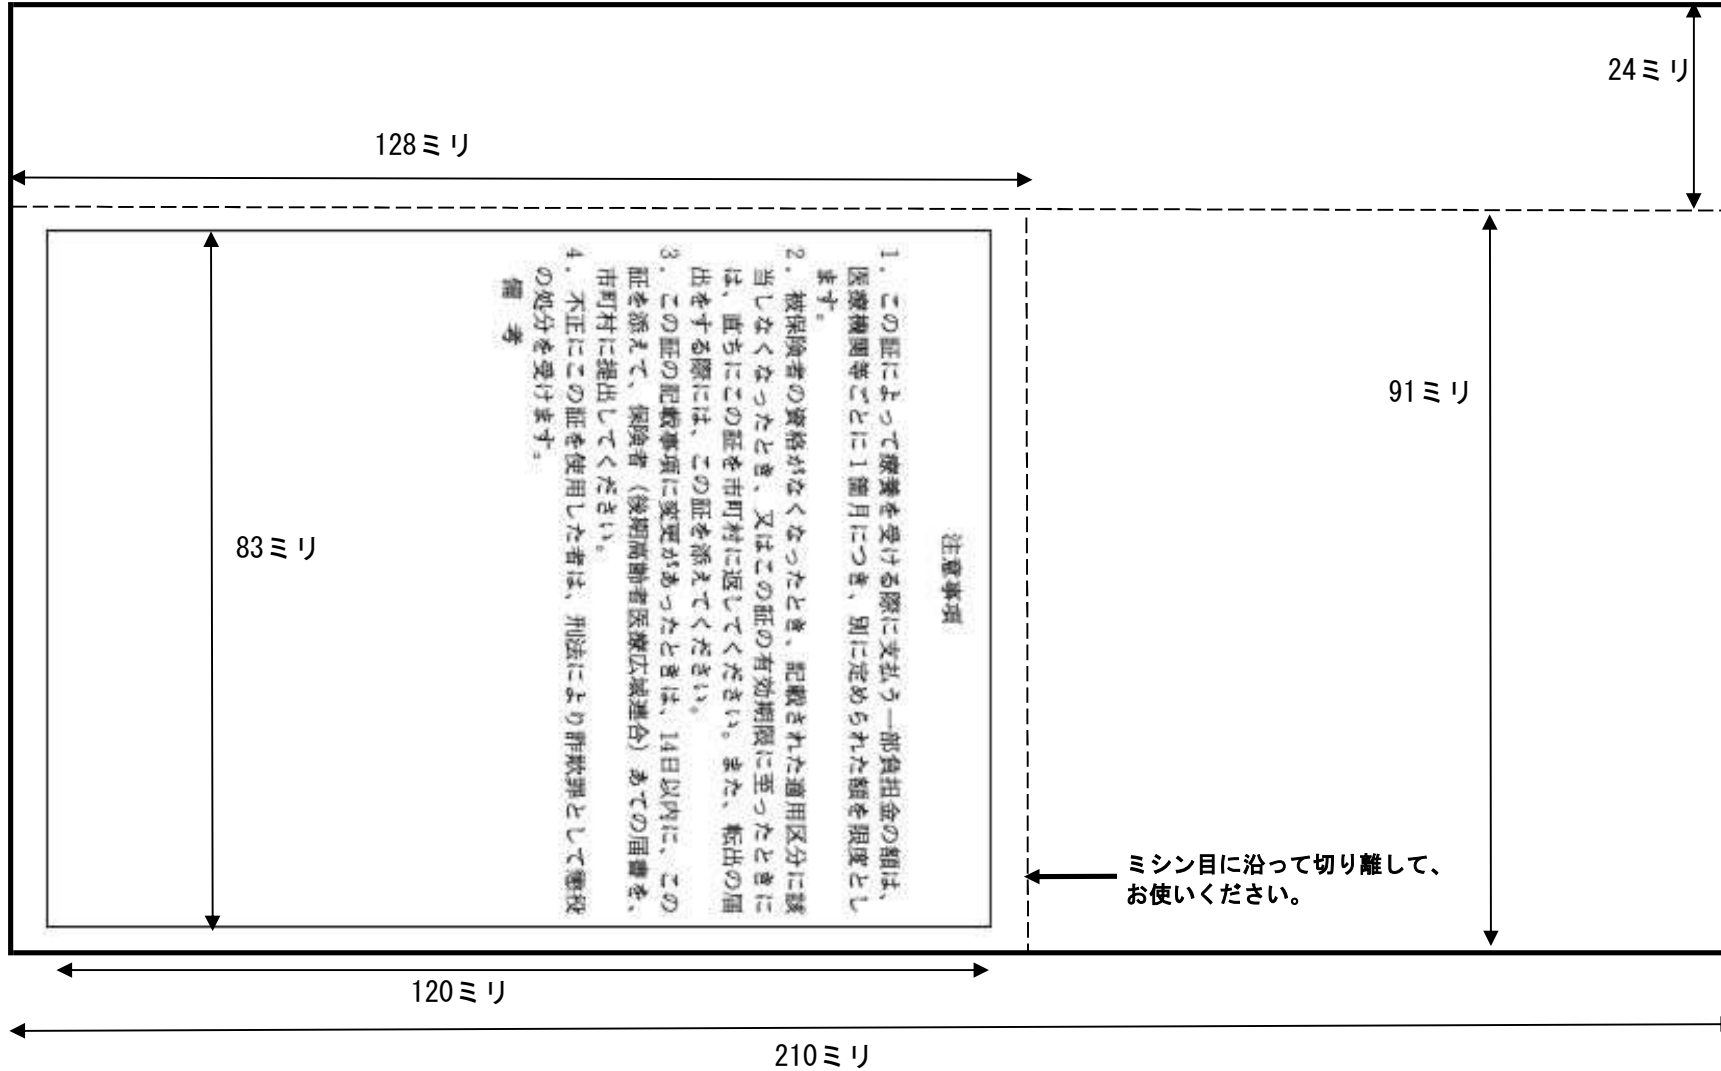 24ミリ
128ミリ
注意事項
1．この証によって療養を受ける際に支払う一部負担金の額は、
医療機関等ごとに1箇月につき、別に定められた額を限度とし
ます。
2．被保険者の資格がなくなったとき、記載された適用区分に該
当しなくなったとき、又はこの証の有効期限に至ったときに
は、直ちにこの証を市町村に返してください。また、転出の届
出をする際には、この証を添えてください。
3．この証の記載事項に変更があったときは、14日以内に、この
証を添えて、保険者（後期高齢者医療広域連合）あての届書を、
市町村に提出してください。
4．不正にこの証を使用した者は、刑法により詐欺罪として懲役
の処分を受けます。
備考
91ミリ
83ミリ
ミシン目に沿って切り離して、
お使いください。
120ミリ
210ミリ